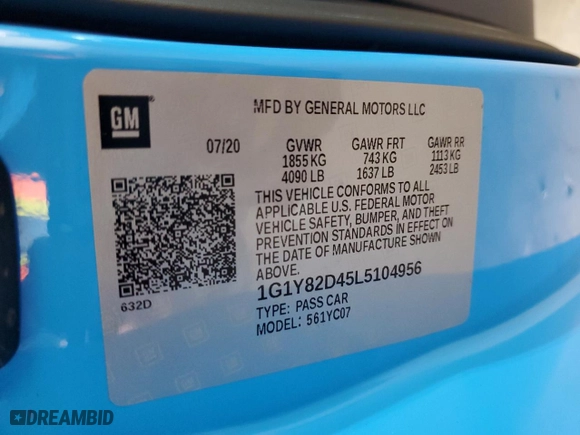 GM
MFD BY GENERAL MOTORS LLC
07/20 GVWR GAWR FRT GAWR RR
1855 KG 743 KG 1113 KG
4090 LB 1637 LB 2453 LB
THIS VEHICLE CONFORMS TO ALL
APPLICABLE U.S. FEDERAL MOTOR
VEHICLE SAFETY, BUMPER, AND THEFT
PREVENTION STANDARDS IN EFFECT ON
THE DATE OF MANUFACTURE SHOWN
ABOVE.
632D
1G1Y82D45L5104956
TYPE: PASS CAR
MODEL: 561YC07
DREAMBID